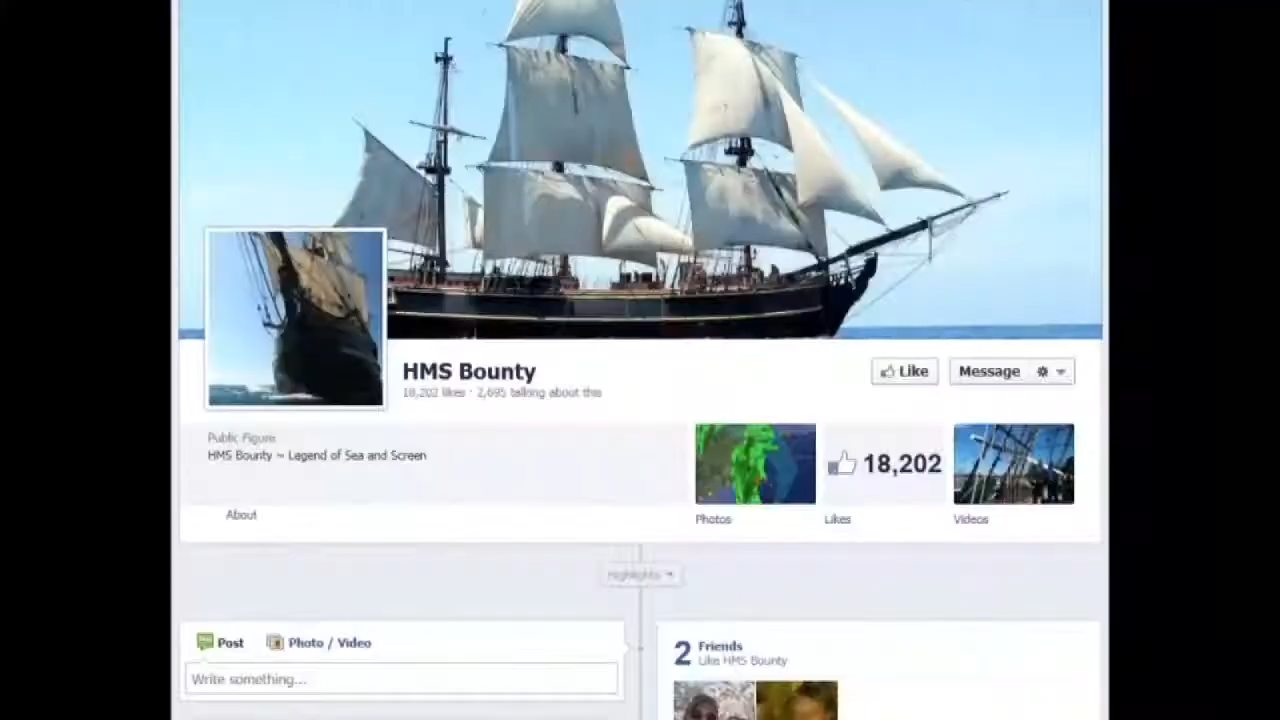 HMS Bounty
18,202 likes · 2,695 talking about this
Like
Message
Public Figure
HMS Bounty ~ Legend of Sea and Screen
About
18,202
Photos
Likes
Videos
Highlights
Post
Photo / Video
Write something...
2
Friends
Like HMS Bounty